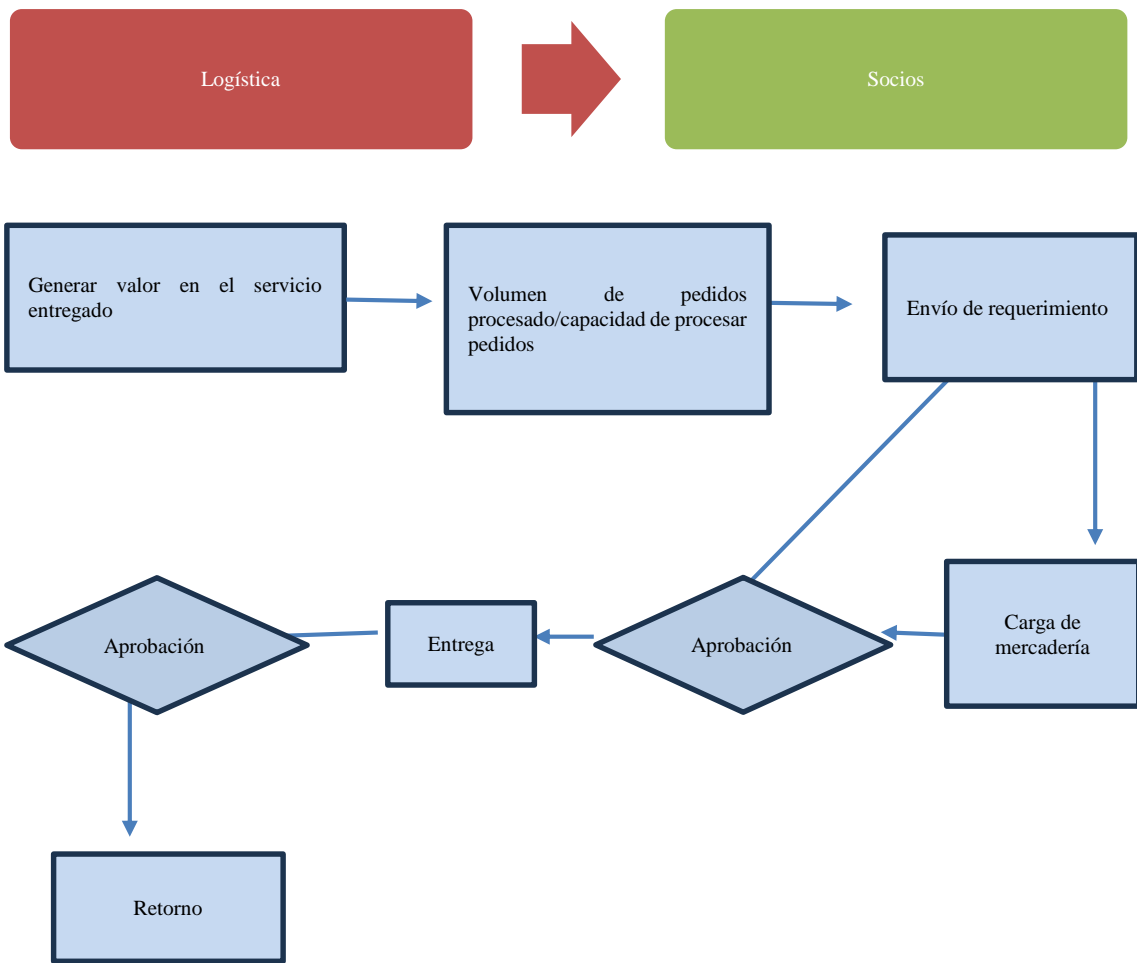 Logística
Socios
Generar valor en el servicio
entregado
Volumen de pedidos
procesado/capacidad de procesar
pedidos
Envío de requerimiento
Aprobación
Entrega
Aprobación
Carga de
mercadería
Retorno